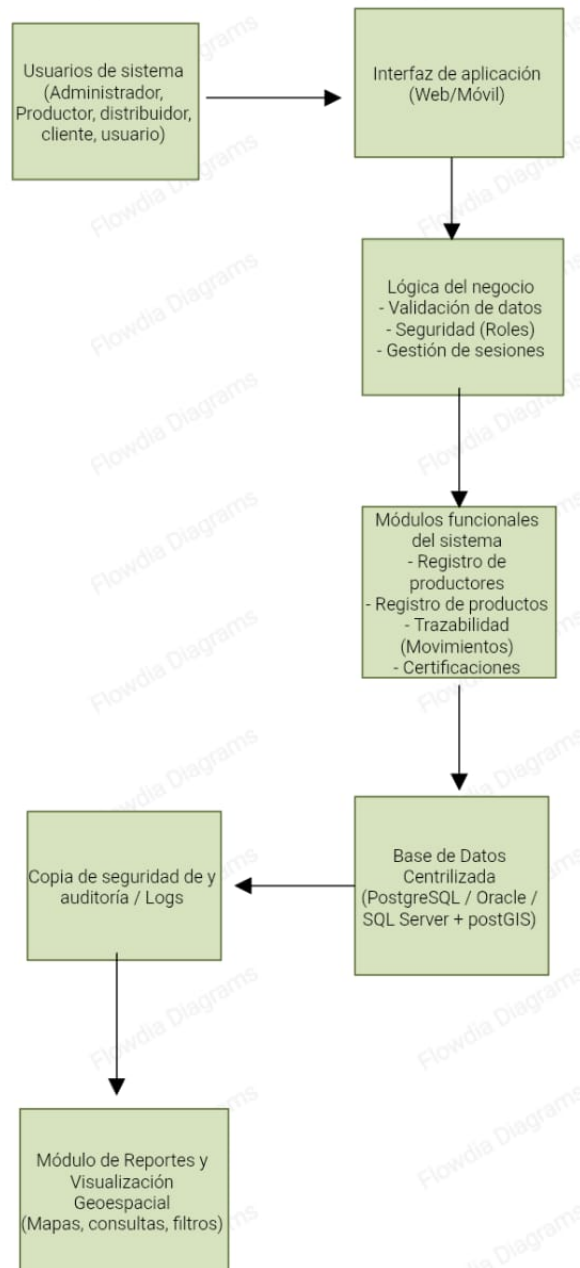 Usuarios de sistema
(Administrador,
Productor, distribuidor,
cliente, usuario)
Interfaz de aplicación
(Web/Móvil)
Lógica del negocio
- Validación de datos
- Seguridad (Roles)
- Gestión de sesiones
Módulos funcionales
del sistema
- Registro de
productores
- Registro de productos
- Trazabilidad
(Movimientos)
- Certificaciones
Base de Datos
Centrilizada
(PostgreSQL / Oracle /
SQL Server + postGIS)
Copia de seguridad de y
auditoría / Logs
Módulo de Reportes y
Visualización
Geoespacial
(Mapas, consultas, filtros)
Flowdia Diagrams